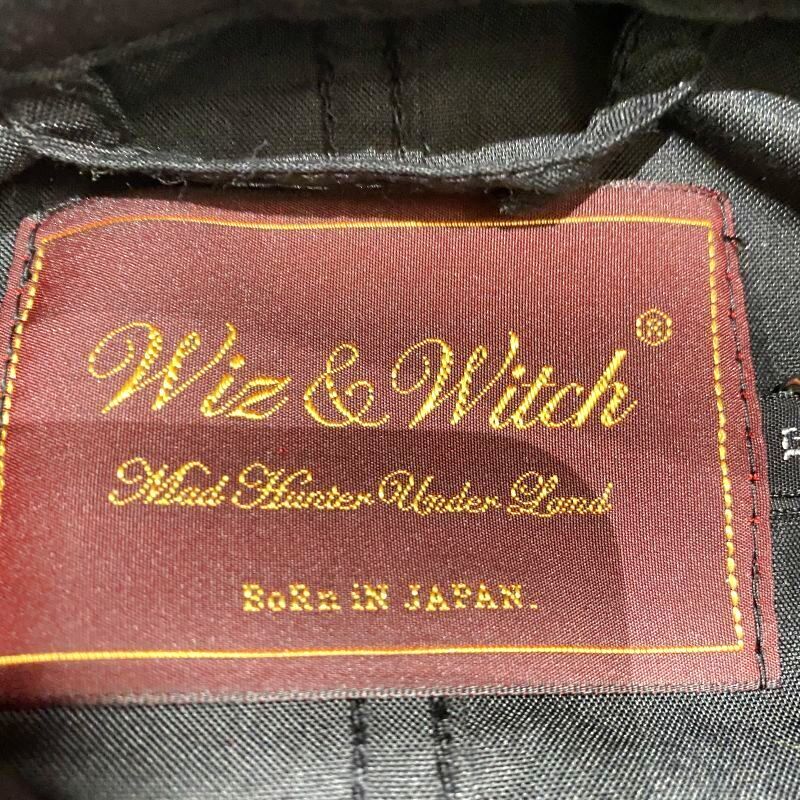 Wiz & Witch®
Mad Hunter Under Land
BoRn iN JAPAN.